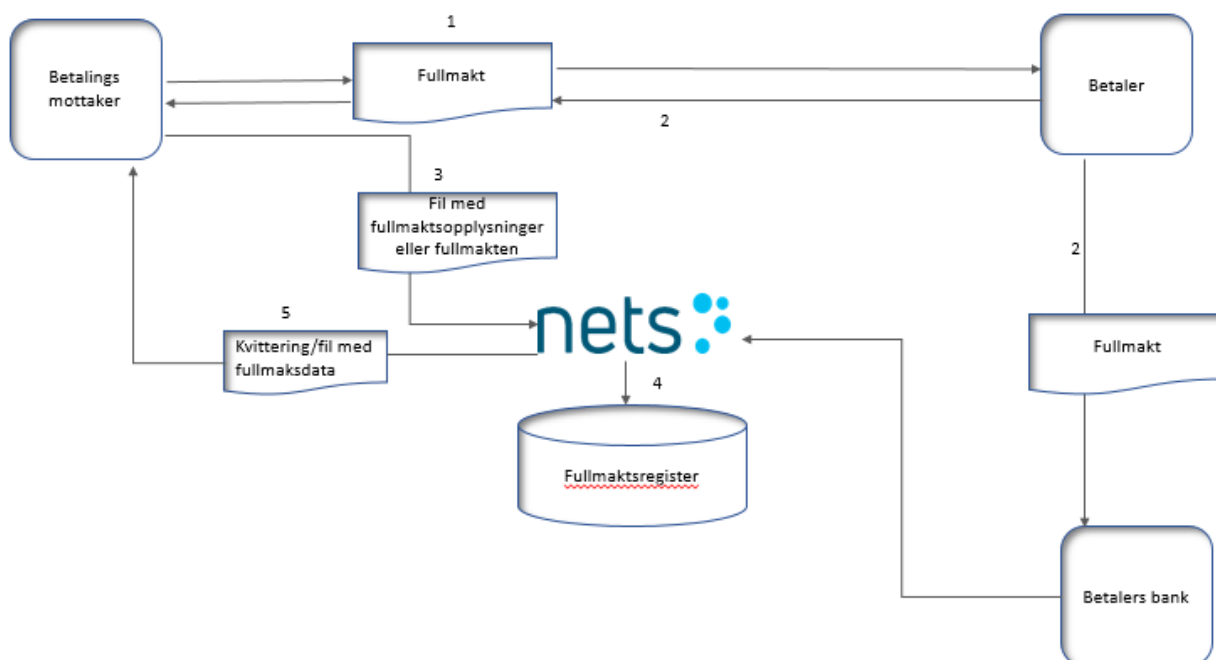 1
Betalings
mottaker
Fullmakt
Betaler
2
3
Fil med
fullmaktsopplysninger
eller fullmakten
2
nets
5
Kvittering/fil med
fullmaksdata
Fullmakt
4
Fullmaktsregister
Betalers bank